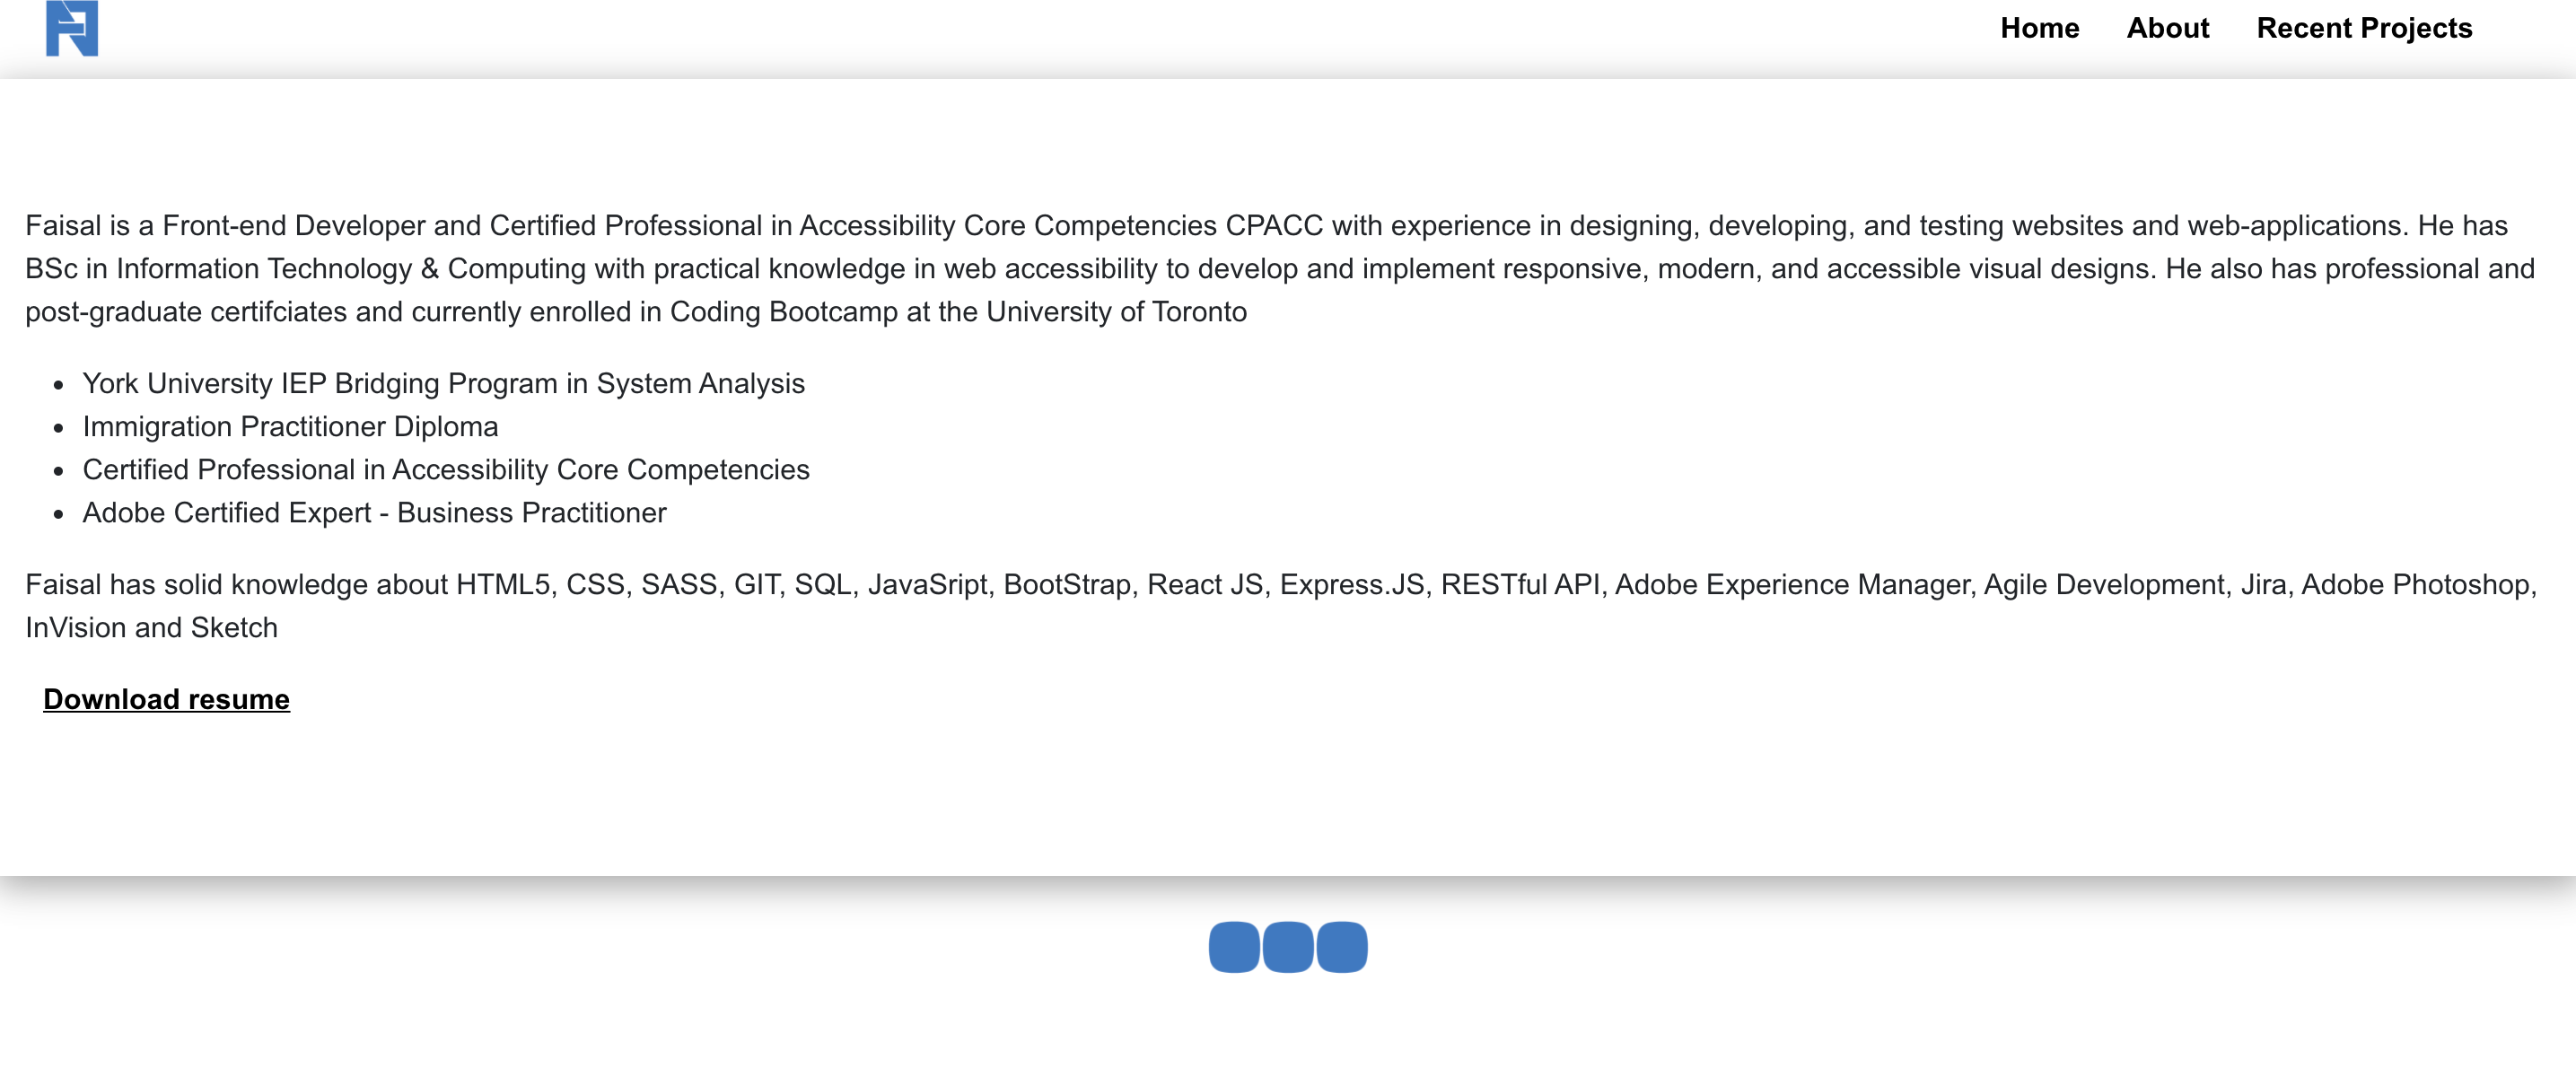 Home About Recent Projects
Faisal is a Front-end Developer and Certified Professional in Accessibility Core Competencies CPACC with experience in designing, developing, and testing websites and web-applications. He has
BSc in Information Technology & Computing with practical knowledge in web accessibility to develop and implement responsive, modern, and accessible visual designs. He also has professional and
post-graduate certifciates and currently enrolled in Coding Bootcamp at the University of Toronto
• York University IEP Bridging Program in System Analysis
• Immigration Practitioner Diploma
• Certified Professional in Accessibility Core Competencies
• Adobe Certified Expert - Business Practitioner
Faisal has solid knowledge about HTML5, CSS, SASS, GIT, SQL, JavaSript, BootStrap, React JS, Express.JS, RESTful API, Adobe Experience Manager, Agile Development, Jira, Adobe Photoshop,
InVision and Sketch
Download resume